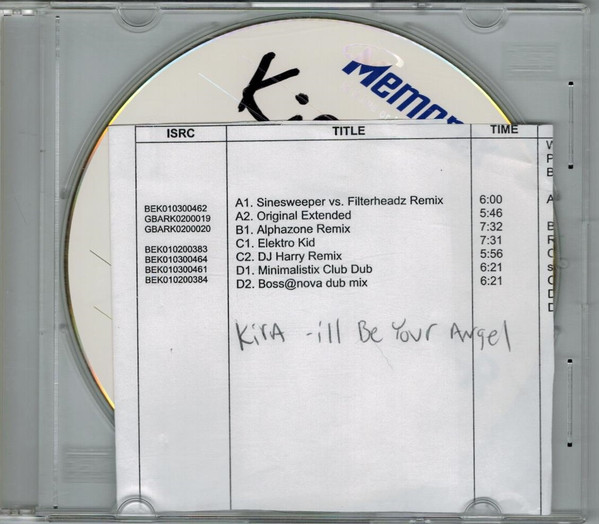 Ki
Memor
ISRC TITLE TIME
BEK010300462 A1. Sinesweeper vs. Filterheadz Remix 6:00
GBARK0200019 A2. Original Extended 5:46
GBARK0200020 B1. Alphazone Remix 7:32
C1. Elektro Kid 7:31
BEK010200383 C2. DJ Harry Remix 5:56
BEK010300464 D1. Minimalistix Club Dub 6:21
BEK010300461 D2. Boss@nova dub mix 6:21
BEK010200384
KirA - ill Be Your Angel